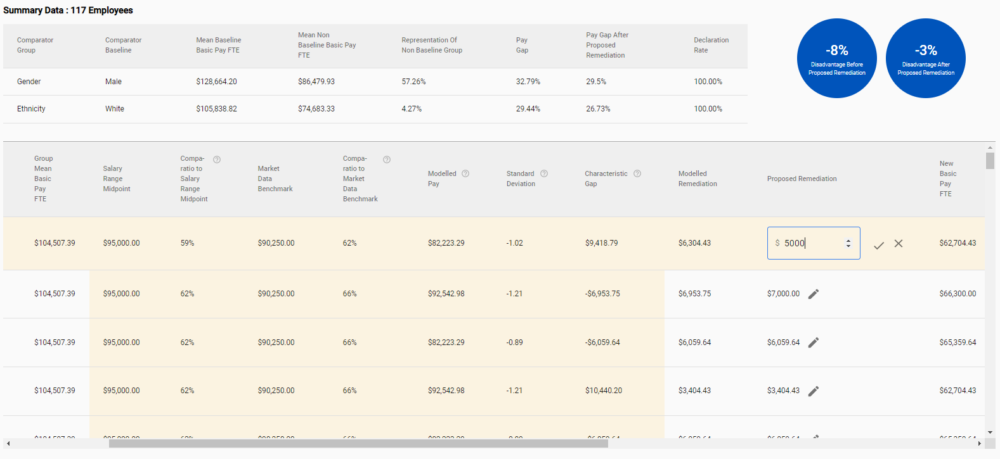 Summary Data : 117 Employees
Comparator Group
Comparator Baseline
Mean Baseline Basic Pay FTE
Mean Non Baseline Basic Pay FTE
Representation Of Non Baseline Group
Pay Gap
Pay Gap After Proposed Remediation
Declaration Rate
Gender Male $128,664.20 $86,479.93 57.26% 32.79% 29.5% 100.00%
Ethnicity White $105,838.82 $74,683.33 4.27% 29.44% 26.73% 100.00%
-8%
Disadvantage Before
Proposed Remediation
-3%
Disadvantage After
Proposed Remediation
Group Mean Basic Pay FTE
Salary Range Midpoint
Compa-ratio to Salary Range Midpoint
Market Data Benchmark
Compa-ratio to Market Data Benchmark
Modelled Pay
Standard Deviation
Characteristic Gap
Modelled Remediation
Proposed Remediation
New Basic Pay FTE
$104,507.39 $95,000.00 59% $90,250.00 62% $82,223.29 -1.02 $9,418.79 $6,304.43 $ 5000 $62,704.43
$104,507.39 $95,000.00 62% $90,250.00 66% $92,542.98 -1.21 -$6,953.75 $6,953.75 $7,000.00 $66,300.00
$104,507.39 $95,000.00 62% $90,250.00 66% $82,223.29 -0.89 -$6,059.64 $6,059.64 $6,059.64 $65,359.64
$104,507.39 $95,000.00 62% $90,250.00 66% $92,542.98 -1.21 $10,440.20 $3,404.43 $3,404.43 $62,704.43